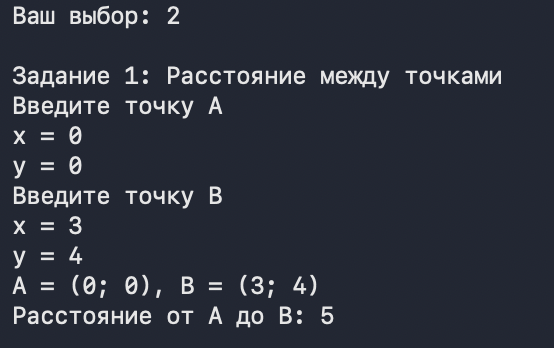 Ваш выбор: 2
Задание 1: Расстояние между точками
Введите точку A
x = 0
y = 0
Введите точку B
x = 3
y = 4
A = (0; 0), B = (3; 4)
Расстояние от A до B: 5